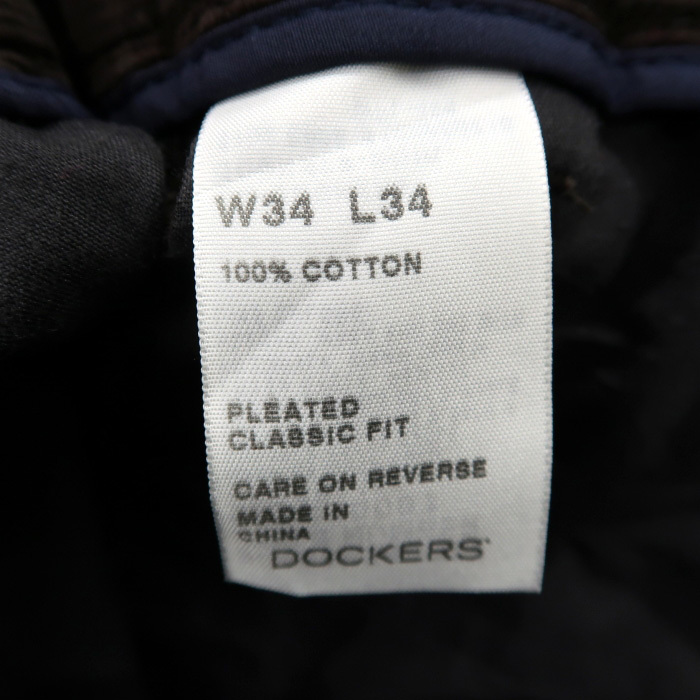 W34 L34
100% COTTON
PLEATED
CLASSIC FIT
CARE ON REVERSE
MADE IN
CHINA
DOCKERS